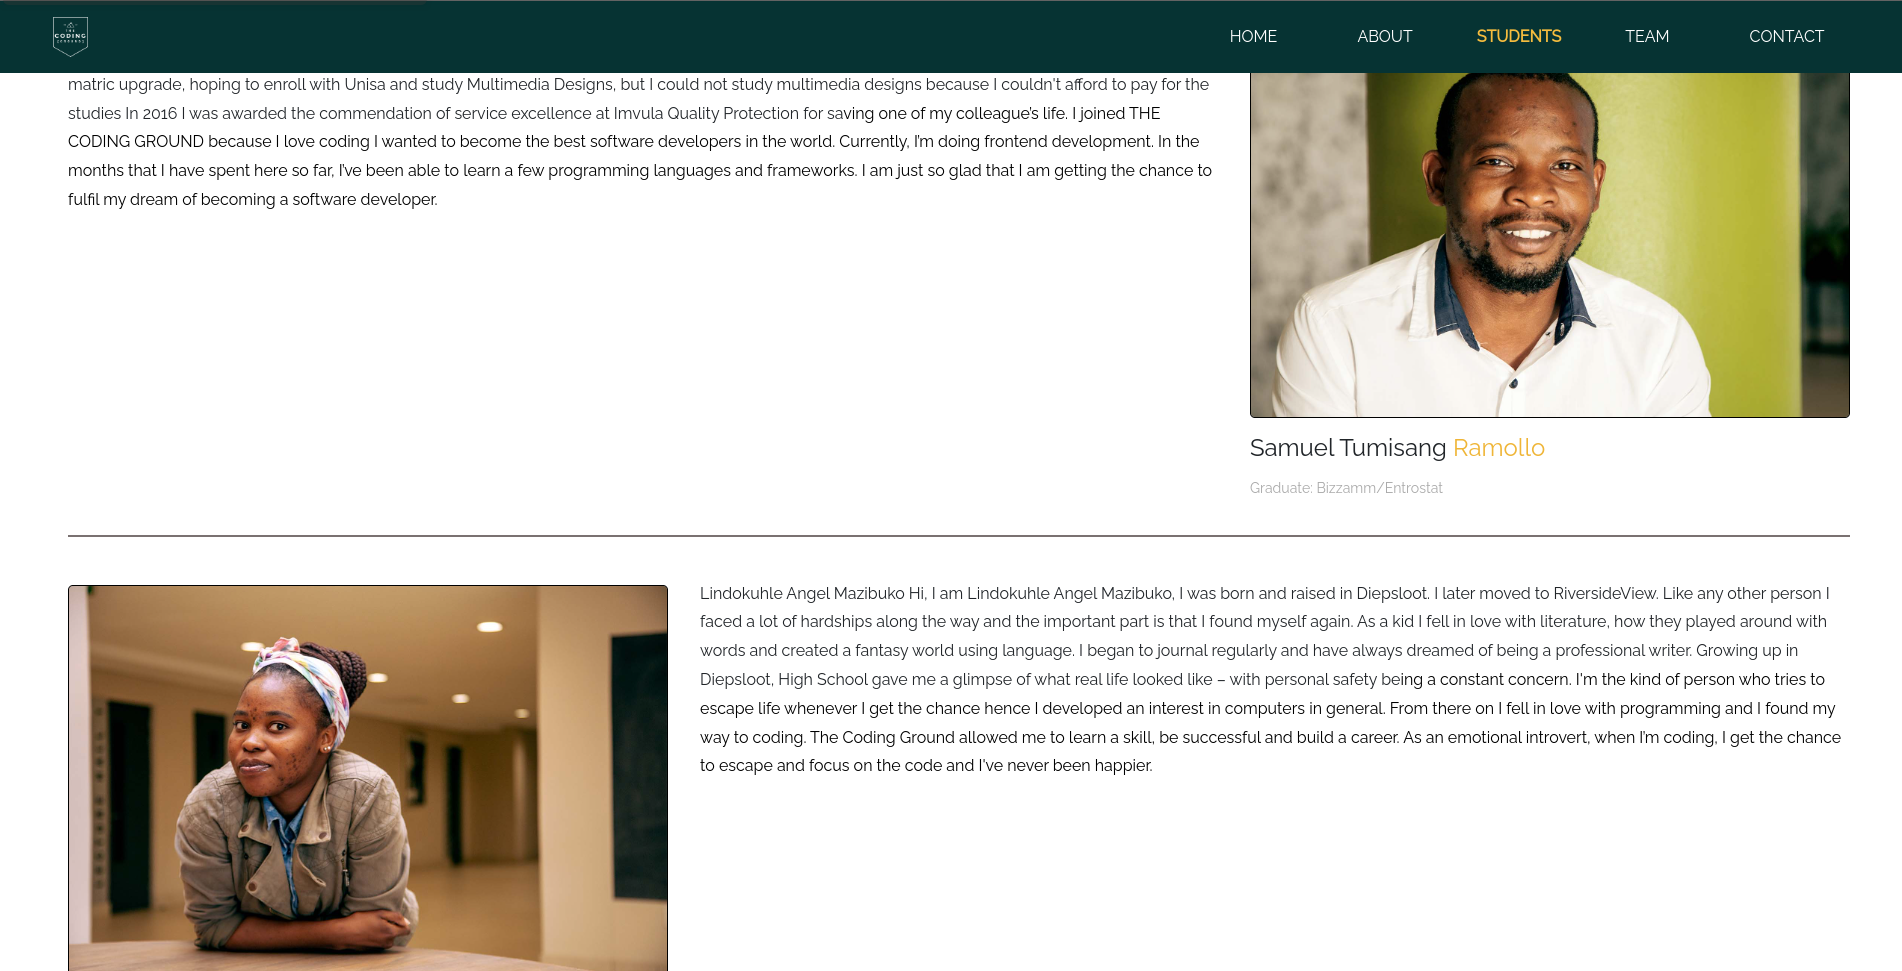 THE
CODING
GROUND
HOME
ABOUT
STUDENTS
TEAM
CONTACT
matric upgrade, hoping to enroll with Unisa and study Multimedia Designs, but I could not study multimedia designs because I couldn't afford to pay for the
studies In 2016 I was awarded the commendation of service excellence at Imvula Quality Protection for saving one of my colleague’s life. I joined THE
CODING GROUND because I love coding I wanted to become the best software developers in the world. Currently, I’m doing frontend development. In the
months that I have spent here so far, I’ve been able to learn a few programming languages and frameworks. I am just so glad that I am getting the chance to
fulfil my dream of becoming a software developer.
Samuel Tumisang Ramollo
Graduate: Bizzamm/Entrostat
Lindokuhle Angel Mazibuko Hi, I am Lindokuhle Angel Mazibuko, I was born and raised in Diepsloot. I later moved to RiversideView. Like any other person I
faced a lot of hardships along the way and the important part is that I found myself again. As a kid I fell in love with literature, how they played around with
words and created a fantasy world using language. I began to journal regularly and have always dreamed of being a professional writer. Growing up in
Diepsloot, High School gave me a glimpse of what real life looked like – with personal safety being a constant concern. I'm the kind of person who tries to
escape life whenever I get the chance hence I developed an interest in computers in general. From there on I fell in love with programming and I found my
way to coding. The Coding Ground allowed me to learn a skill, be successful and build a career. As an emotional introvert, when I’m coding, I get the chance
to escape and focus on the code and I've never been happier.